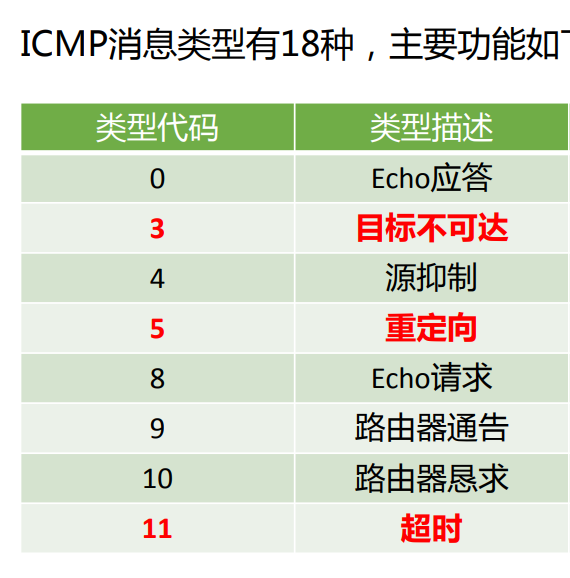 ICMP消息类型有18种，主要功能如
类型代码 类型描述
0 Echo应答
3 目标不可达
4 源抑制
5 重定向
8 Echo请求
9 路由器通告
10 路由器恳求
11 超时